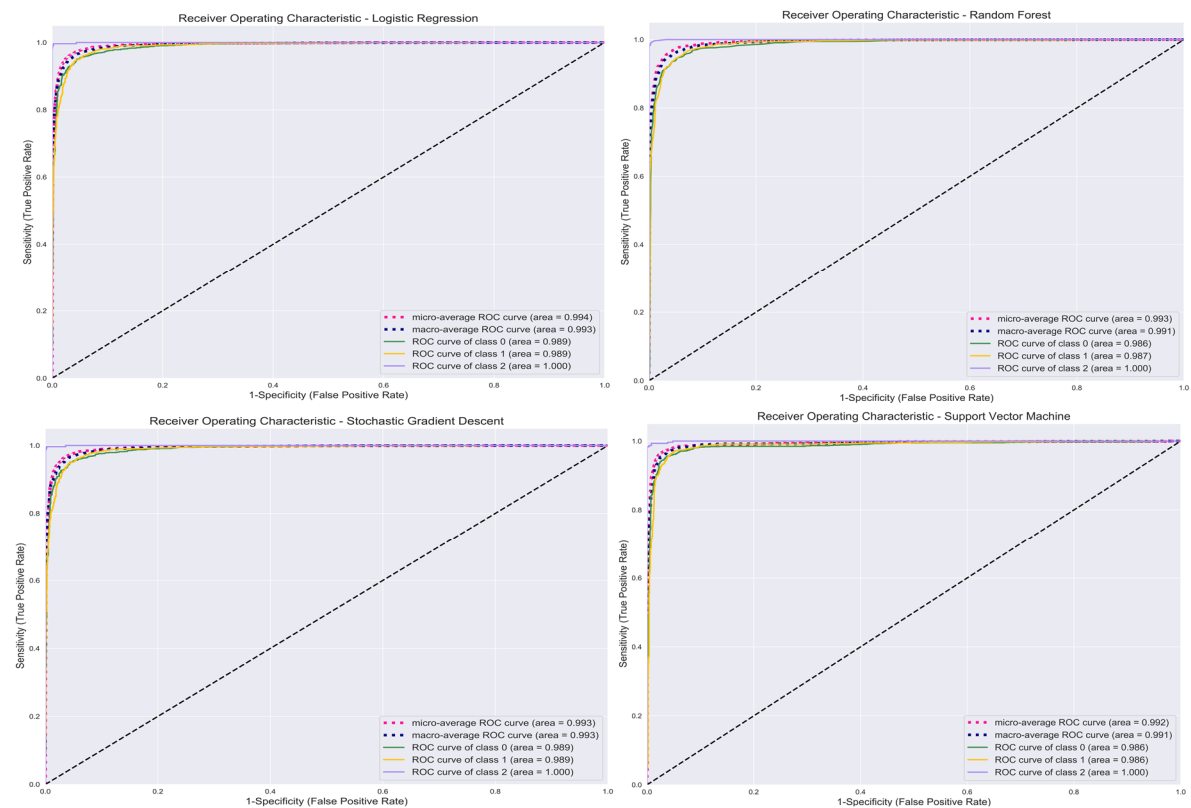 Receiver Operating Characteristic - Logistic Regression
Sensitivity (True Positive Rate)
1.0
0.8
0.6
0.4
0.2
0.0
micro-average ROC curve (area = 0.994)
macro-average ROC curve (area = 0.993)
ROC curve of class 0 (area = 0.989)
ROC curve of class 1 (area = 0.989)
ROC curve of class 2 (area = 1.000)
0.0 0.2 0.4 0.6 0.8 1.0
1-Specificity (False Positive Rate)
Receiver Operating Characteristic - Random Forest
Sensitivity (True Positive Rate)
1.0
0.8
0.6
0.4
0.2
0.0
micro-average ROC curve (area = 0.993)
macro-average ROC curve (area = 0.991)
ROC curve of class 0 (area = 0.986)
ROC curve of class 1 (area = 0.987)
ROC curve of class 2 (area = 1.000)
0.0 0.2 0.4 0.6 0.8 1.0
1-Specificity (False Positive Rate)
Receiver Operating Characteristic - Stochastic Gradient Descent
Sensitivity (True Positive Rate)
1.0
0.8
0.6
0.4
0.2
0.0
micro-average ROC curve (area = 0.993)
macro-average ROC curve (area = 0.993)
ROC curve of class 0 (area = 0.989)
ROC curve of class 1 (area = 0.989)
ROC curve of class 2 (area = 1.000)
0.0 0.2 0.4 0.6 0.8 1.0
1-Specificity (False Positive Rate)
Receiver Operating Characteristic - Support Vector Machine
Sensitivity (True Positive Rate)
1.0
0.8
0.6
0.4
0.2
0.0
micro-average ROC curve (area = 0.992)
macro-average ROC curve (area = 0.991)
ROC curve of class 0 (area = 0.986)
ROC curve of class 1 (area = 0.986)
ROC curve of class 2 (area = 1.000)
0.0 0.2 0.4 0.6 0.8 1.0
1-Specificity (False Positive Rate)